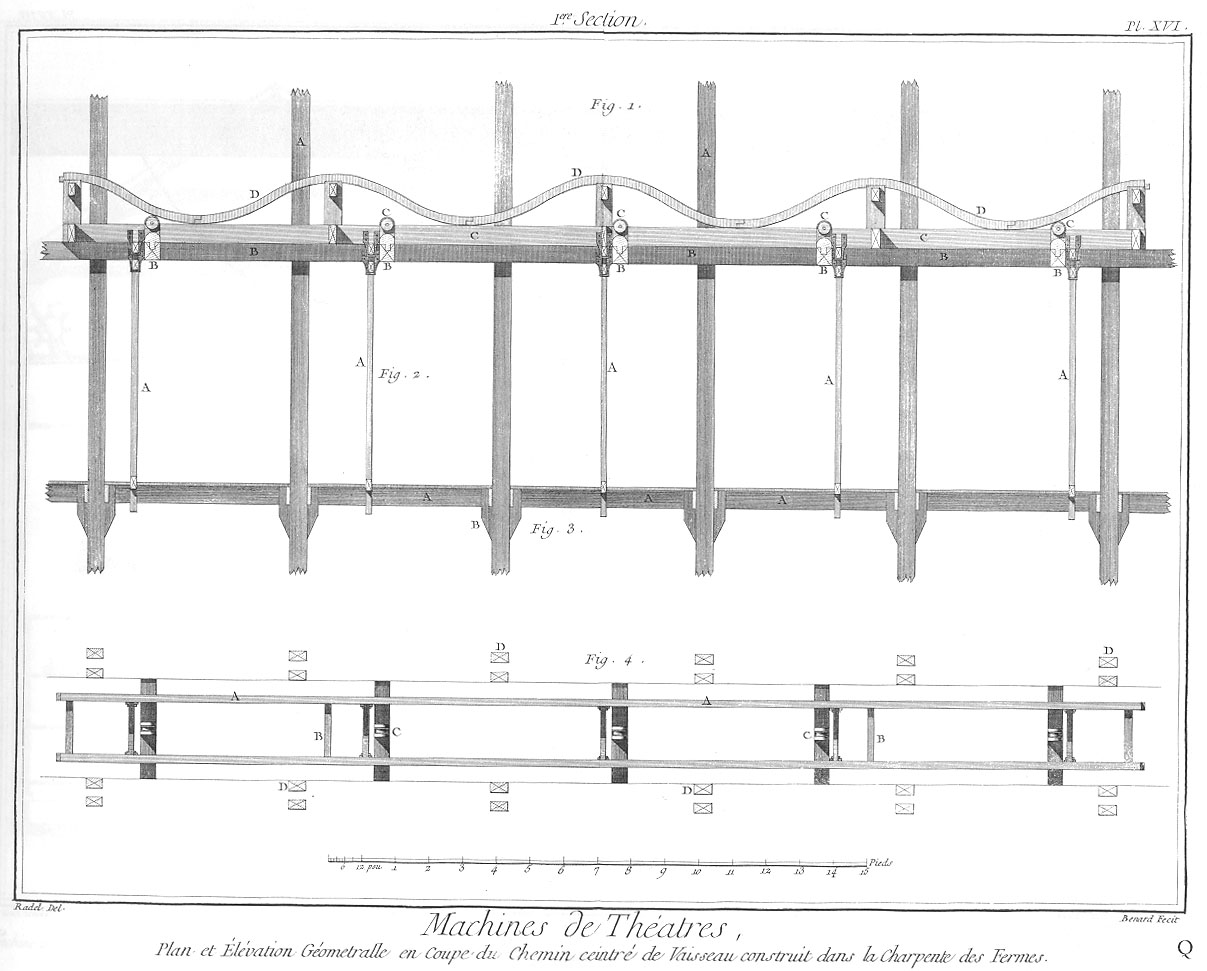 1.ere Section.
Pl. XVI.
Fig. 1.
A
A
D
D
D
C
C
C
C
C
C
B
B
B
B
B
B
B
B
A
A
A
A
A
Fig. 2.
A
A
A
B
Fig. 3.
D
D
Fig. 4.
A
A
B
C
C
B
D
D
6 12 pou. 1 2 3 4 5 6 7 8 9 10 11 12 13 14 15 Pieds
Radel Del.
Benard Fecit
Machines de Théatres,
Plan et Élévation Géometralle en Coupe du Chemin ceintré de Vaisseau construit dans la Charpente des Fermes.
Q